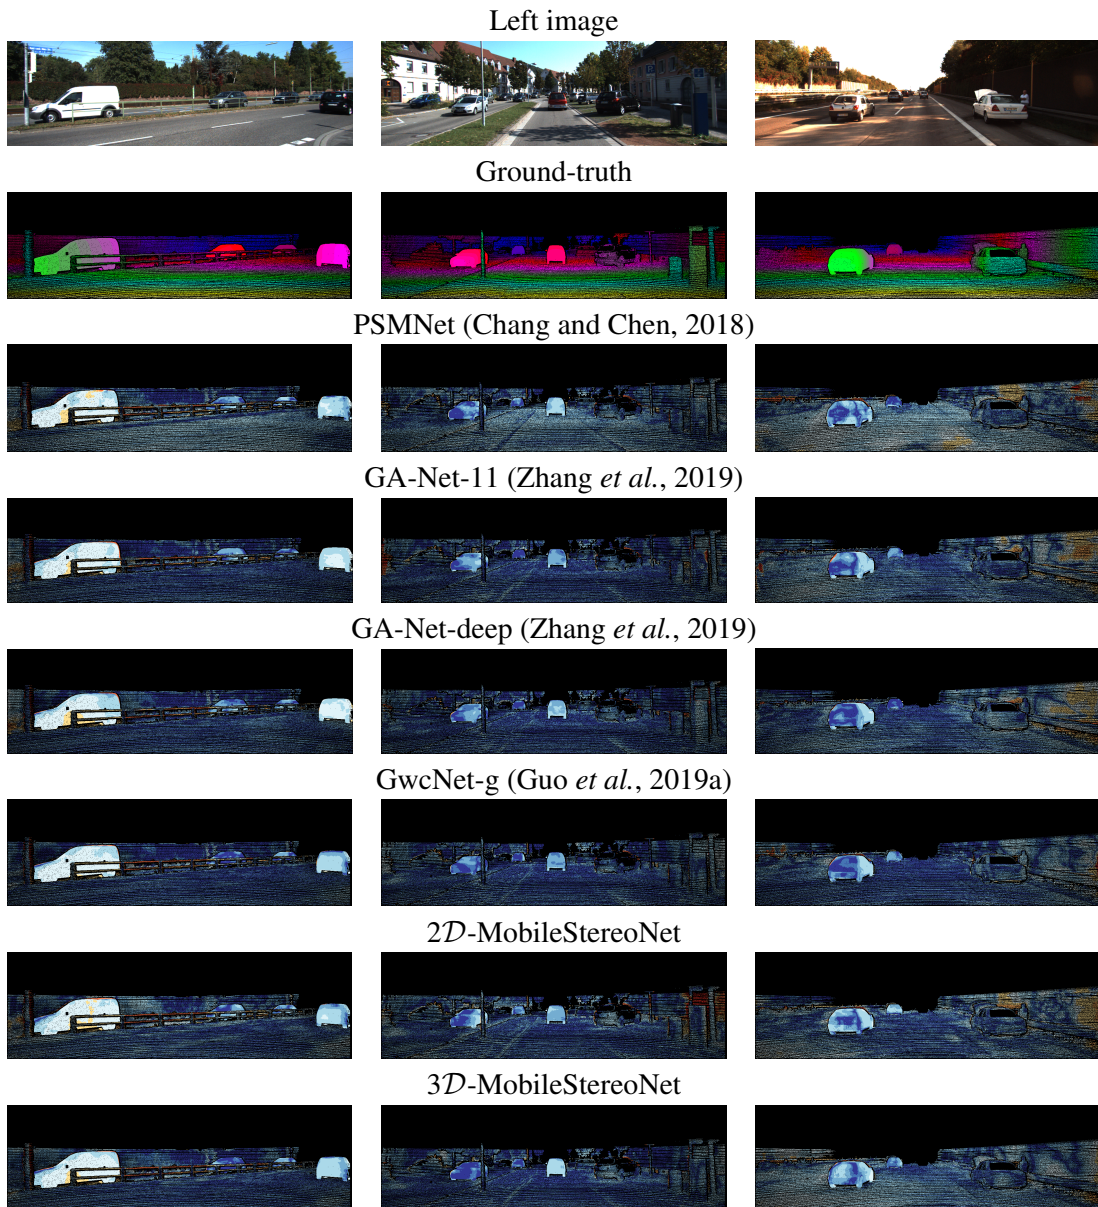 Left image
Ground-truth
PSMNet (Chang and Chen, 2018)
GA-Net-11 (Zhang et al., 2019)
GA-Net-deep (Zhang et al., 2019)
GwcNet-g (Guo et al., 2019a)
2𝒟-MobileStereoNet
3𝒟-MobileStereoNet